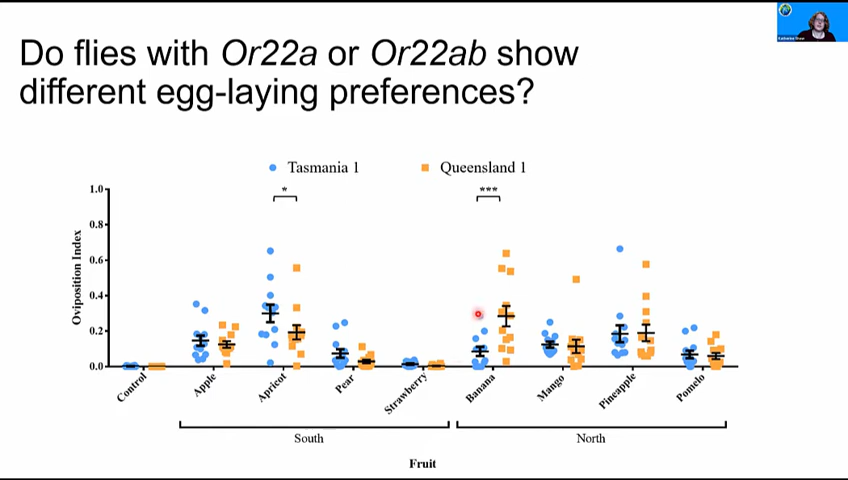 Do flies with Or22a or Or22ab show
different egg-laying preferences?
Tasmania 1
Queensland 1
*
***
1.0
0.8
0.6
0.4
0.2
0.0
Oviposition Index
Control
Apple
Apricot
Pear
Strawberry
Banana
Mango
Pineapple
Pomelo
South
North
Fruit